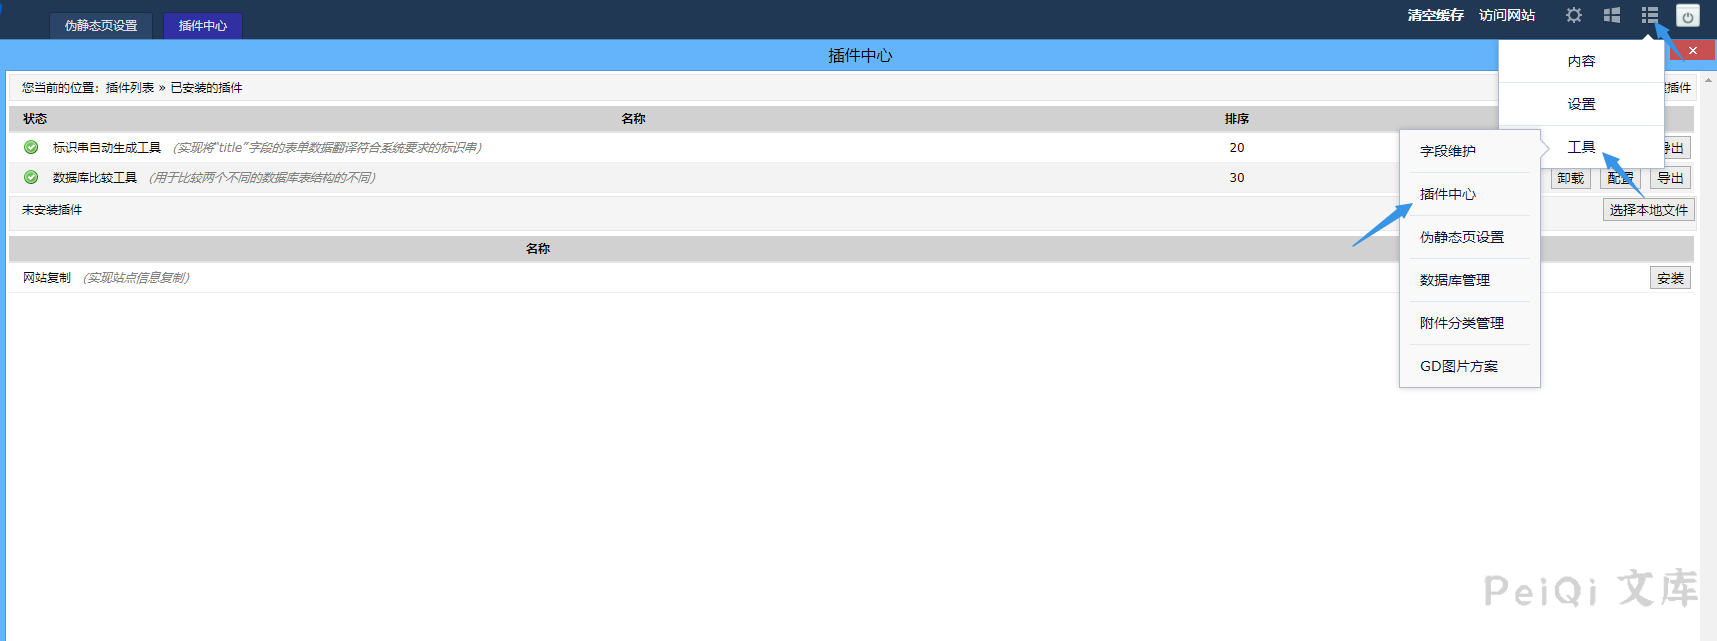 伪静态页设置 插件中心 清空缓存 访问网站
插件中心
您当前的位置：插件列表 » 已安装的插件
插件
状态 名称 排序
标识串自动生成工具 (实现将"title"字段的表单数据翻译符合系统要求的标识串) 20 导出
数据库比较工具 (用于比较两个不同的数据库表结构的不同) 30 卸载 配置 导出
未安装插件 选择本地文件
名称
网站复制 (实现站点信息复制) 安装
内容
设置
工具
字段维护
插件中心
伪静态页设置
数据库管理
附件分类管理
GD图片方案
PeiQi 文库